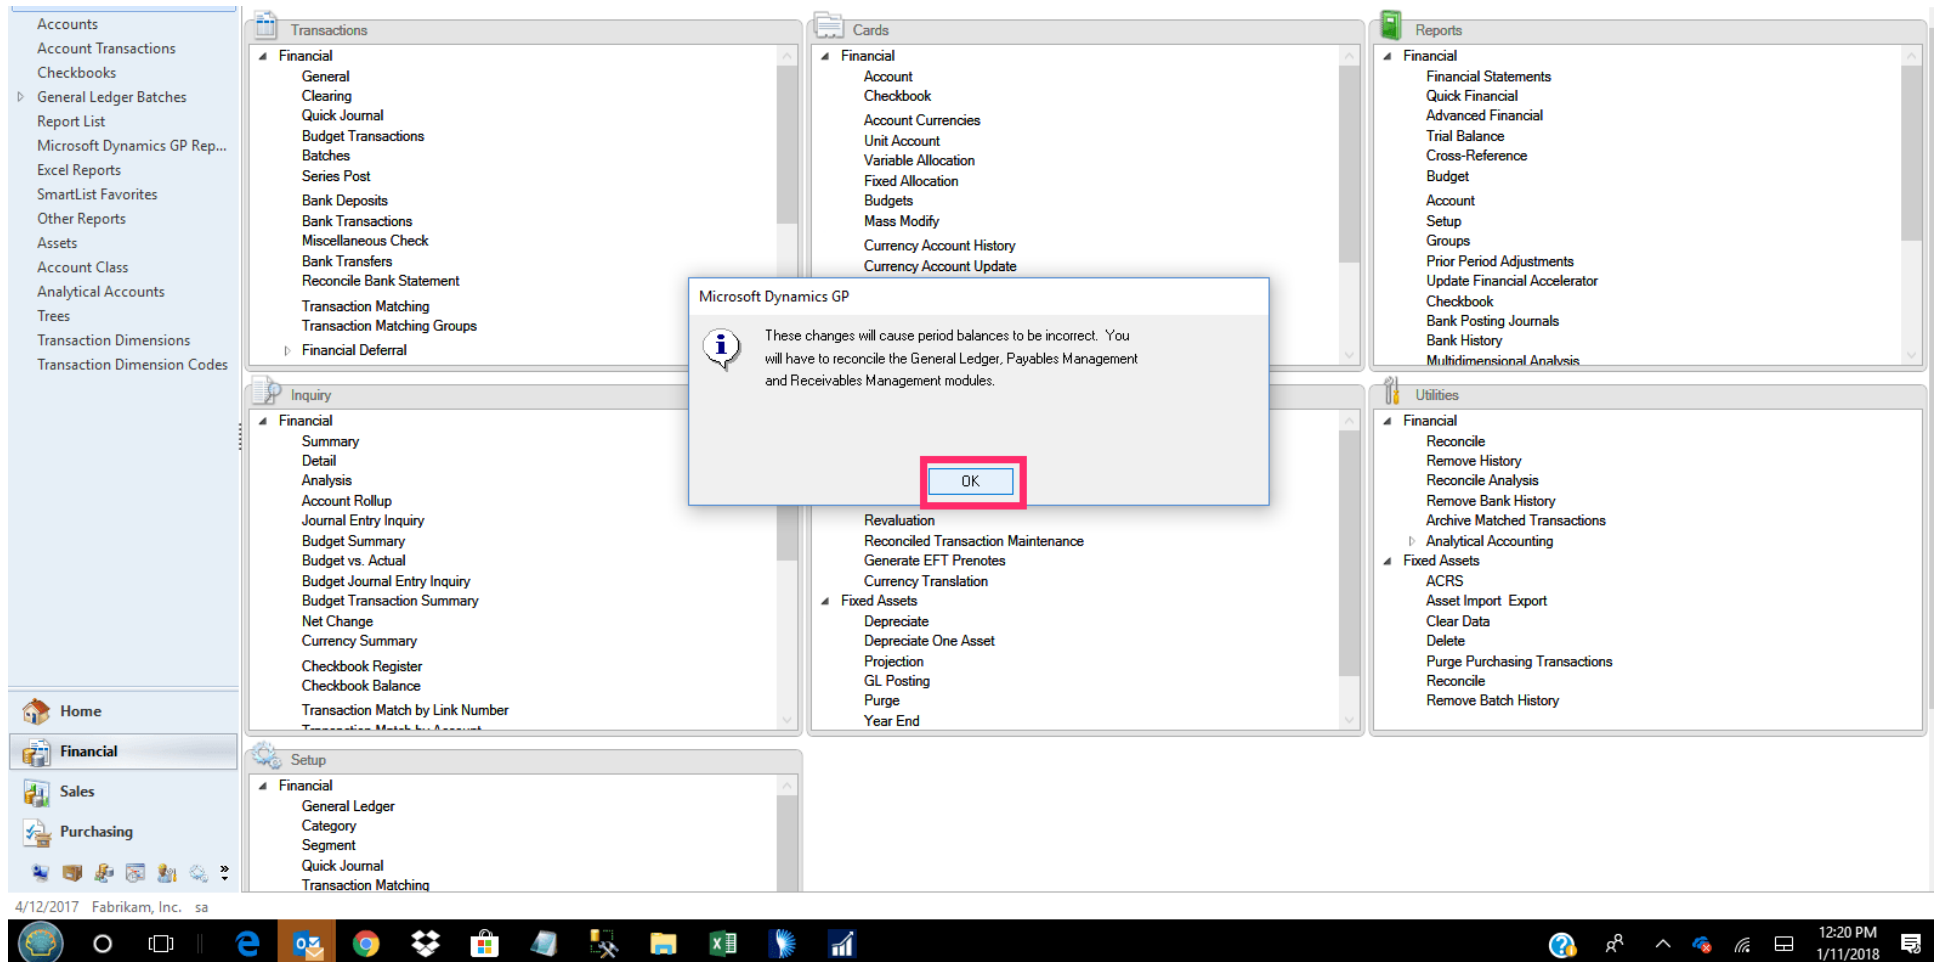 Accounts
Account Transactions
Checkbooks
General Ledger Batches
Report List
Microsoft Dynamics GP Rep...
Excel Reports
SmartList Favorites
Other Reports
Assets
Account Class
Analytical Accounts
Trees
Transaction Dimensions
Transaction Dimension Codes
Home
Financial
Sales
Purchasing
Transactions
Financial
General
Clearing
Quick Journal
Budget Transactions
Batches
Series Post
Bank Deposits
Bank Transactions
Miscellaneous Check
Bank Transfers
Reconcile Bank Statement
Transaction Matching
Transaction Matching Groups
Financial Deferral
Cards
Financial
Account
Checkbook
Account Currencies
Unit Account
Variable Allocation
Fixed Allocation
Budgets
Mass Modify
Currency Account History
Currency Account Update
Reports
Financial
Financial Statements
Quick Financial
Advanced Financial
Trial Balance
Cross-Reference
Budget
Account
Setup
Groups
Prior Period Adjustments
Update Financial Accelerator
Checkbook
Bank Posting Journals
Bank History
Multidimensional Analysis
Microsoft Dynamics GP
These changes will cause period balances to be incorrect. You
will have to reconcile the General Ledger, Payables Management
and Receivables Management modules.
OK
Inquiry
Financial
Summary
Detail
Analysis
Account Rollup
Journal Entry Inquiry
Budget Summary
Budget vs. Actual
Budget Journal Entry Inquiry
Budget Transaction Summary
Net Change
Currency Summary
Checkbook Register
Checkbook Balance
Transaction Match by Link Number
Transaction Match by Account
Revaluation
Reconciled Transaction Maintenance
Generate EFT Prenotes
Currency Translation
Fixed Assets
Depreciate
Depreciate One Asset
Projection
GL Posting
Purge
Year End
Utilities
Financial
Reconcile
Remove History
Reconcile Analysis
Remove Bank History
Archive Matched Transactions
Analytical Accounting
Fixed Assets
ACRS
Asset Import Export
Clear Data
Delete
Purge Purchasing Transactions
Reconcile
Remove Batch History
Setup
Financial
General Ledger
Category
Segment
Quick Journal
Transaction Matching
4/12/2017 Fabrikam, Inc. sa
12:20 PM
1/11/2018